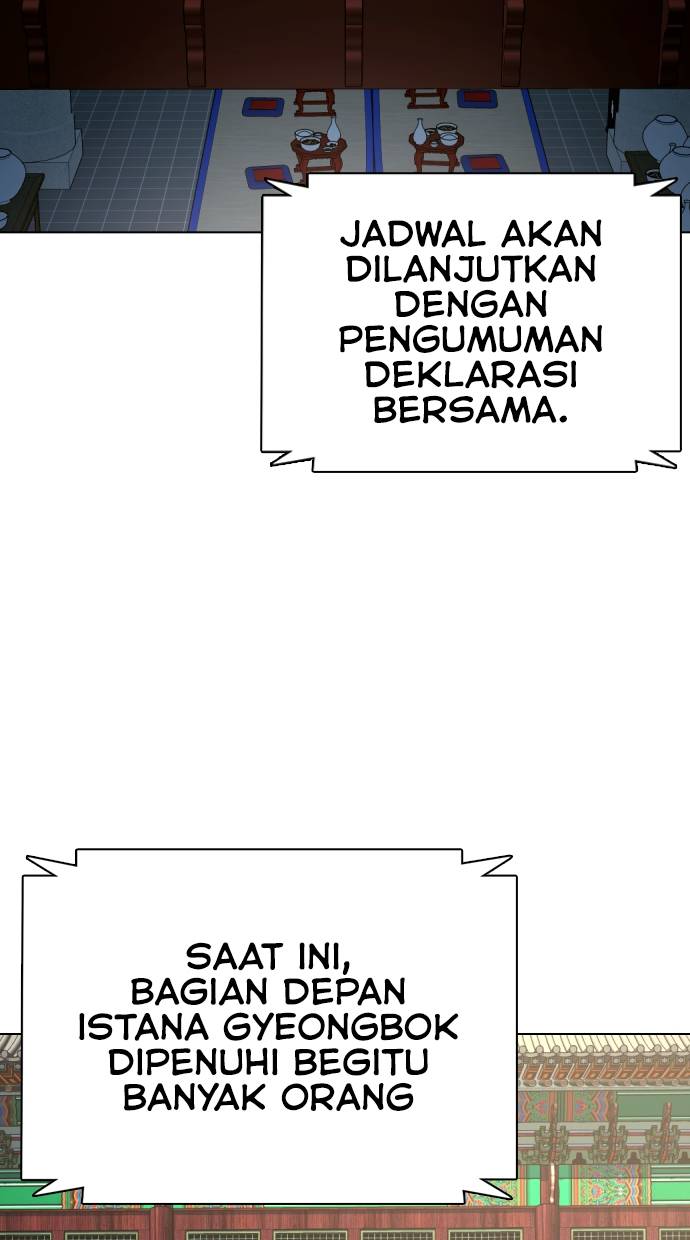 JADWAL AKAN
DILANJUTKAN
DENGAN
PENGUMUMAN
DEKLARASI
BERSAMA.
SAAT INI,
BAGIAN DEPAN
ISTANA GYEONGBOK
DIPENUHI BEGITU
BANYAK ORANG